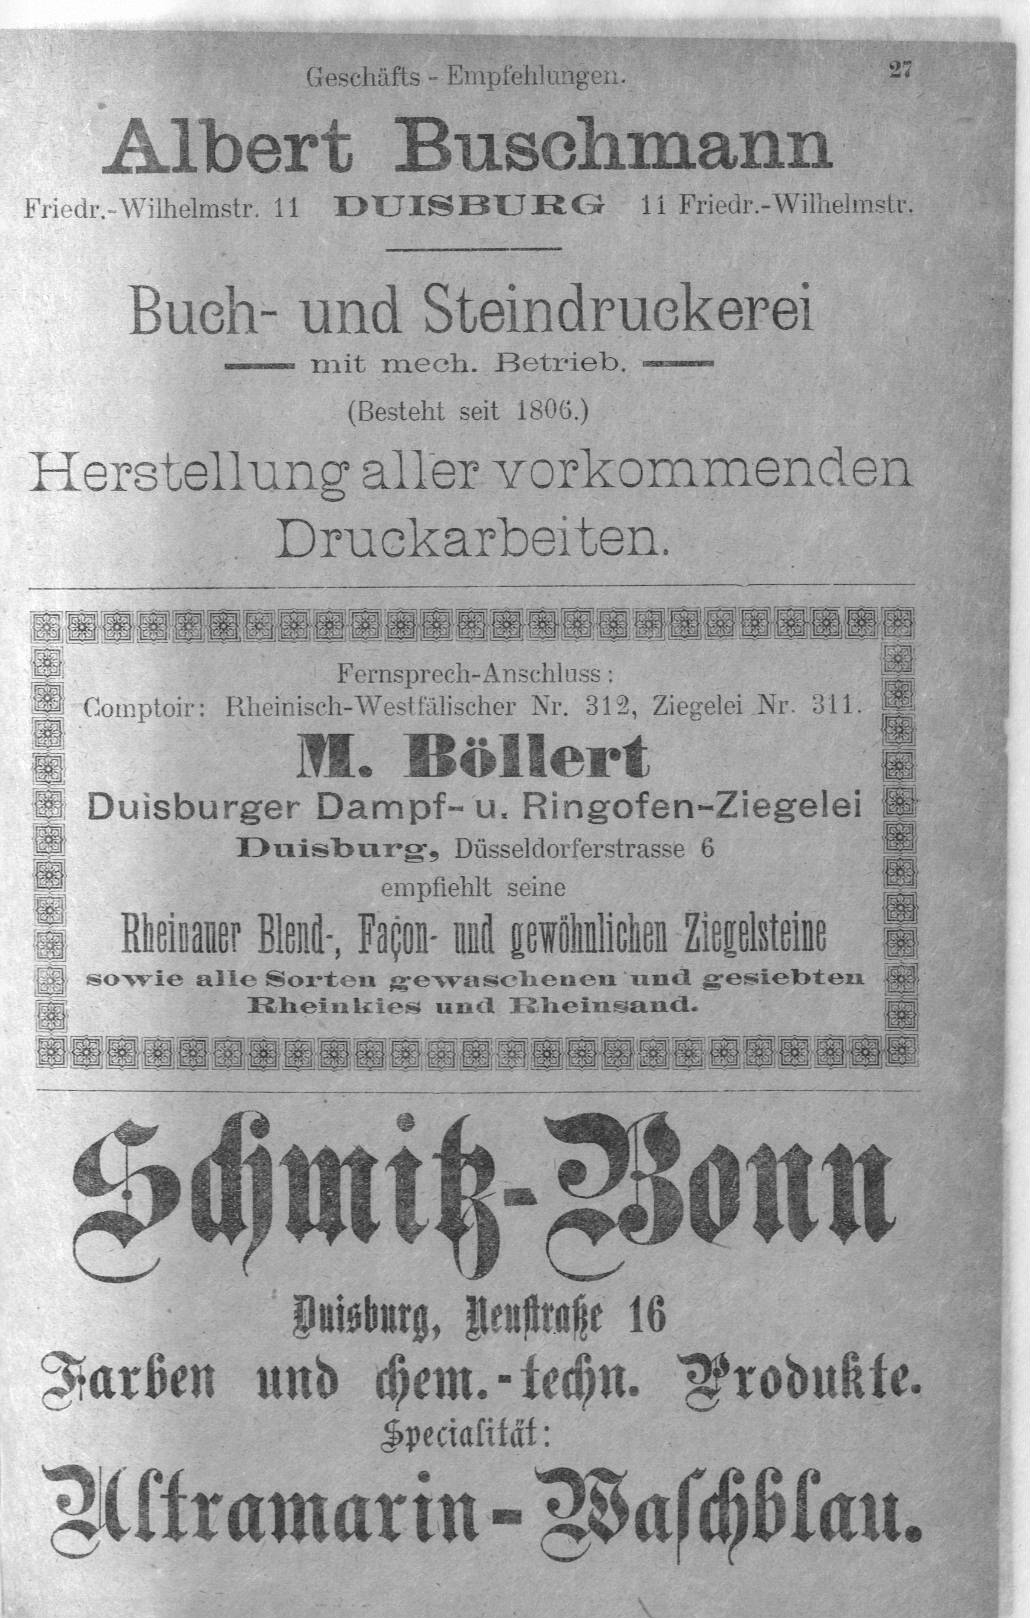 Geschäfts - Empfehlungen. 27
Albert Buschmann
Friedr.-Wilhelmstr. 11 DUISBURG 11 Friedr.-Wilhelmstr.
Buch- und Steindruckerei
mit mech. Betrieb.
(Besteht seit 1806.)
Herstellung aller vorkommenden
Druckarbeiten.
Fernsprech-Anschluss:
Comptoir: Rheinisch-Westfälischer Nr. 312, Ziegelei Nr. 311.
M. Böllert
Duisburger Dampf- u. Ringofen-Ziegelei
Duisburg, Düsseldorferstrasse 6
empfiehlt seine
Rheinauer Blend-, Façon- und gewöhnlichen Ziegelsteine
sowie alle Sorten gewaschenen und gesiebten
Rheinkies und Rheinsand.
Schmitz-Bonn
Duisburg, Neustraße 16
Farben und chem.-techn. Produkte.
Specialität:
Ultramarin-Waschblau.